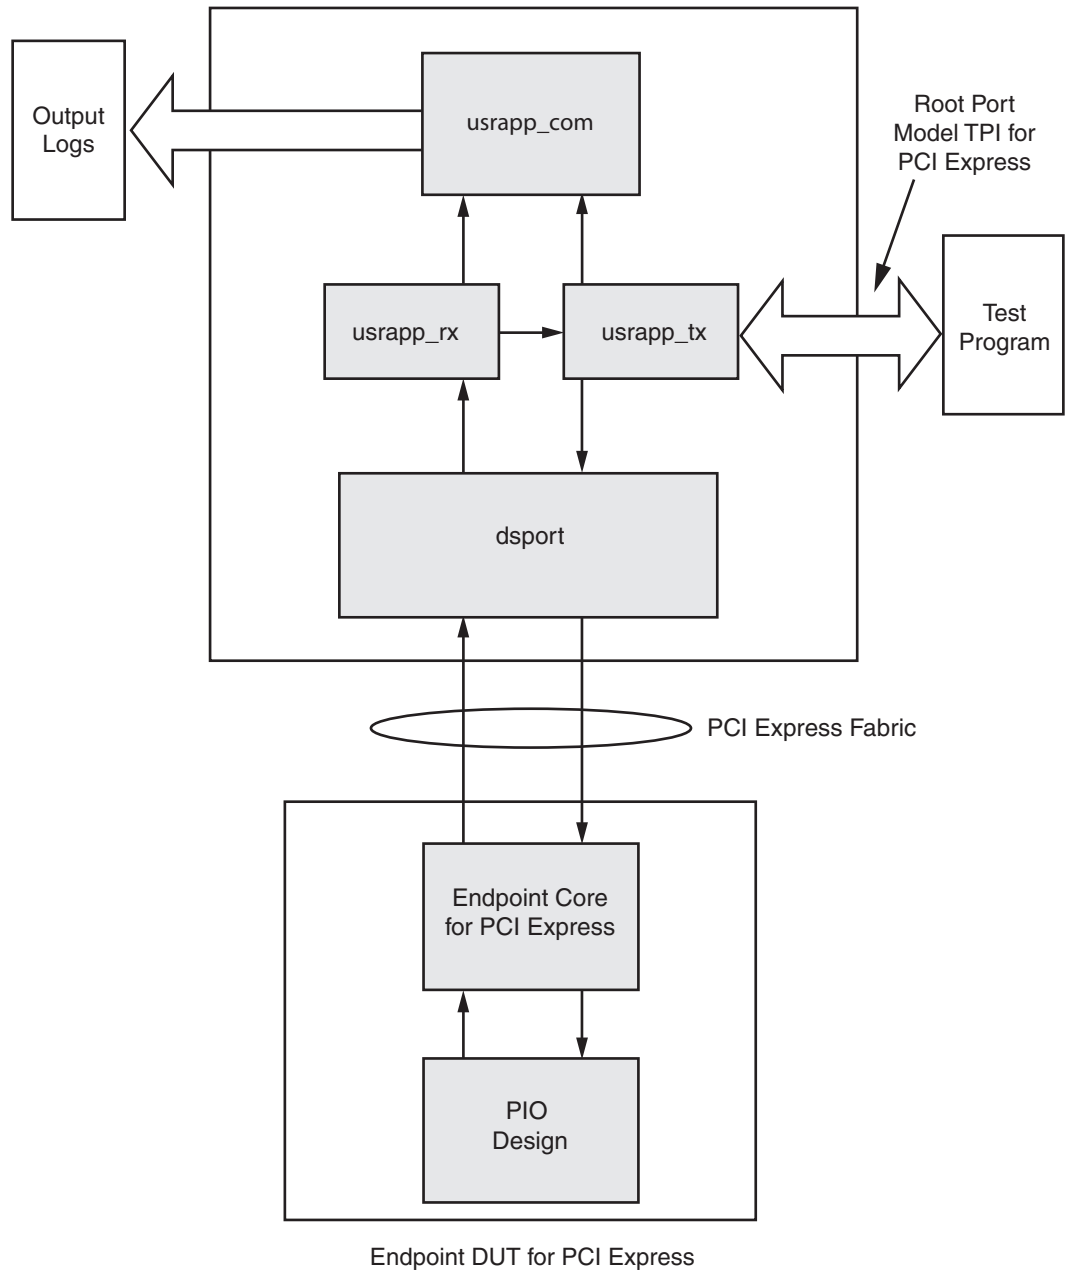 Output
Logs
usrapp_com
Root Port
Model TPI for
PCI Express
usrapp_rx
usrapp_tx
Test
Program
dsport
PCI Express Fabric
Endpoint Core
for PCI Express
PIO
Design
Endpoint DUT for PCI Express